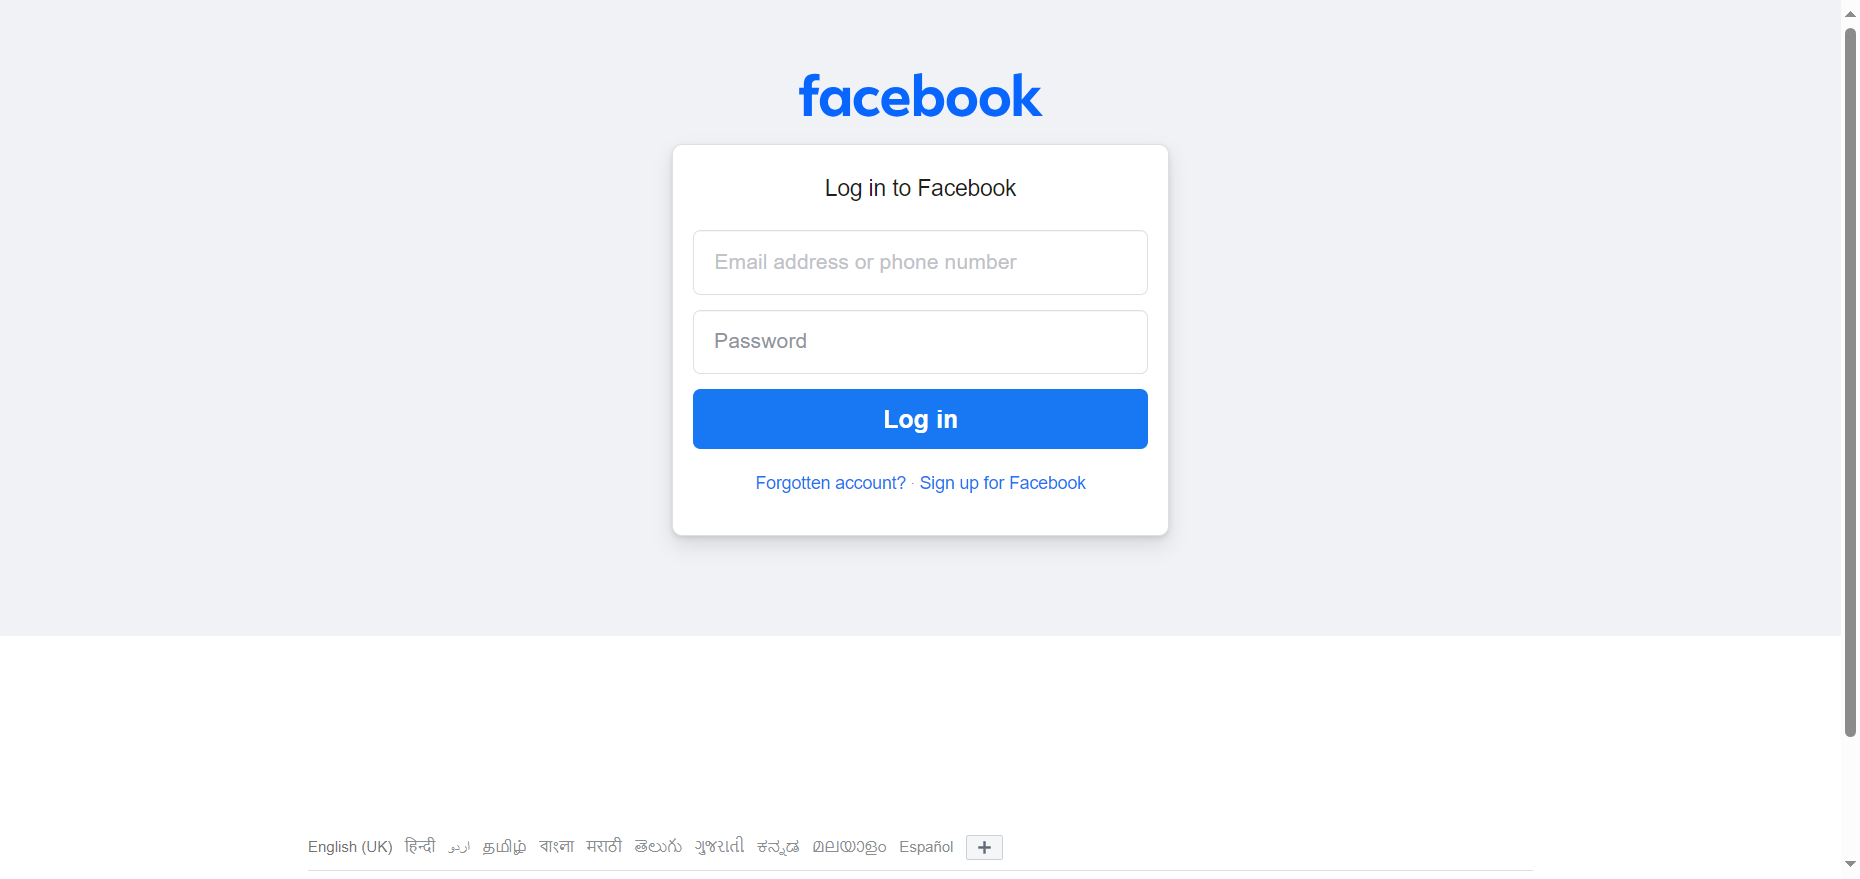 facebook
Log in to Facebook
Email address or phone number
Password
Log in
Forgotten account? · Sign up for Facebook
English (UK) हिन्दी اردو தமிழ் বাংলা मराठी తెలుగు ગુજરાતી ಕನ್ನಡ മലയാളം Español +